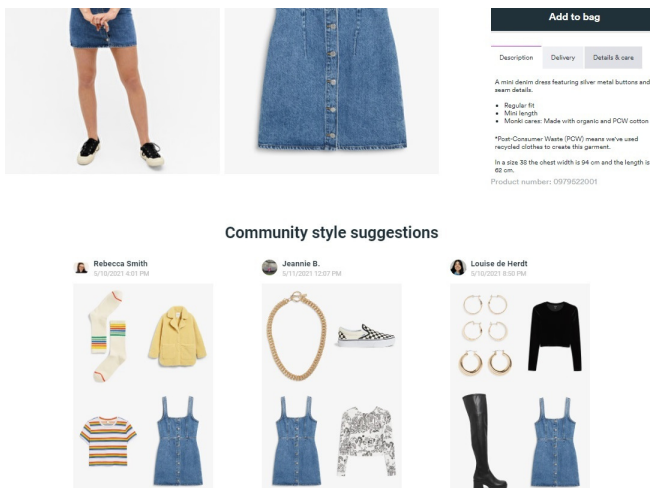 Add to bag
Description
Delivery
Details & care
A mini denim dress featuring silver metal buttons and
seam details.
• Regular fit
• Mini length
• Monki cares: Made with organic and PCW cotton
*Post-Consumer Waste (PCW) means we've used
recycled clothes to create this garment.
In a size 38 the chest width is 94 cm and the length is
62 cm.
Product number: 0979522001
Community style suggestions
Rebecca Smith
5/10/2021 4:01 PM
Jeannie B.
5/11/2021 12:07 PM
Louise de Herdt
5/10/2021 8:50 PM